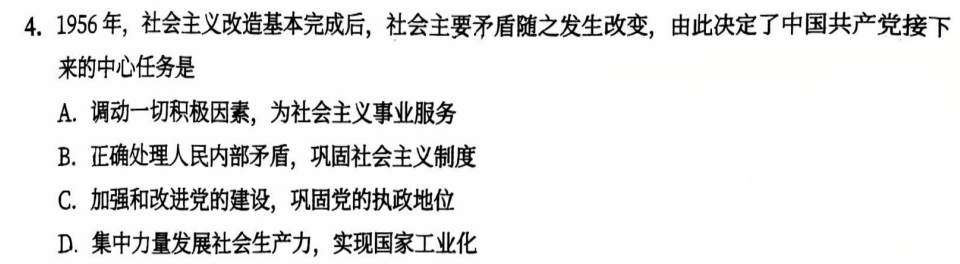 4. 1956 年，社会主义改造基本完成后，社会主要矛盾随之发生改变，由此决定了中国共产党接下
来的中心任务是
A. 调动一切积极因素，为社会主义事业服务
B. 正确处理人民内部矛盾，巩固社会主义制度
C. 加强和改进党的建设，巩固党的执政地位
D. 集中力量发展社会生产力，实现国家工业化